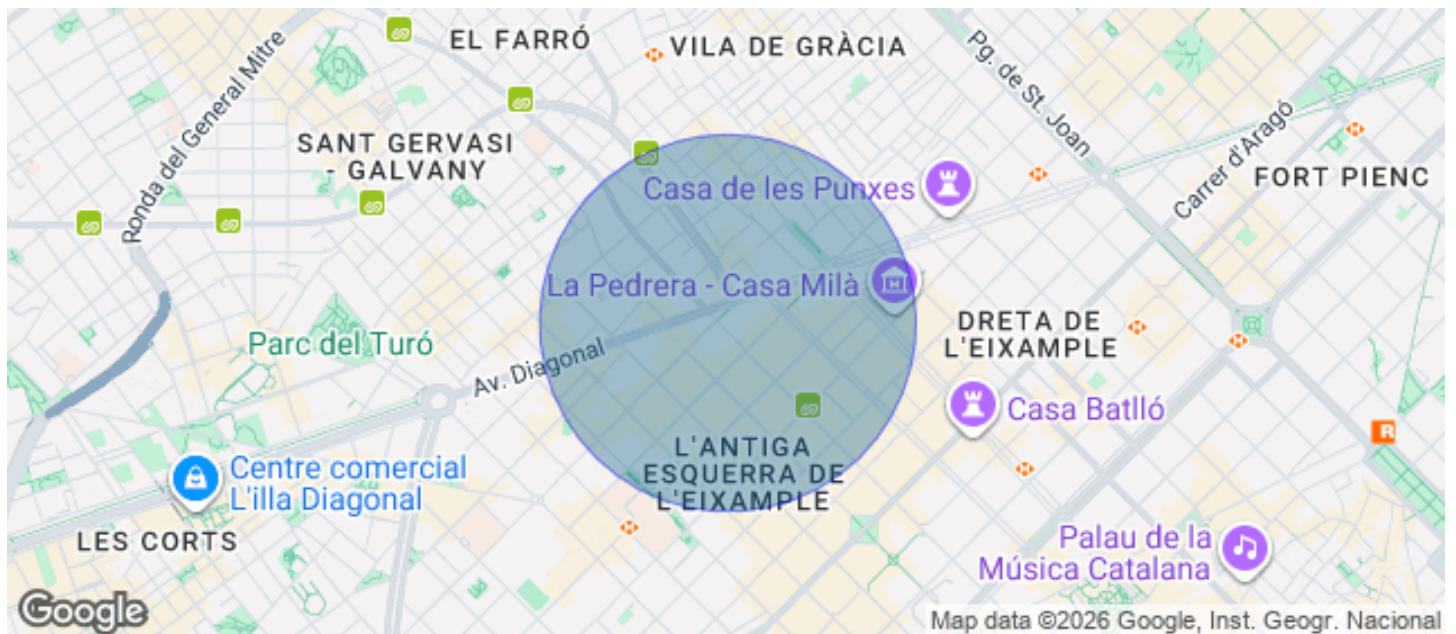 EL FARRÓ
VILA DE GRÀCIA
Ronda del General Mitre
Pg. de St. Joan
SANT GERVASI
- GALVANY
Carrer d'Aragó
FORT PIENC
Casa de les Punxes
La Pedrera - Casa Milà
DRETA DE
L'EIXAMPLE
Parc del Turó
Av. Diagonal
Casa Batlló
L'ANTIGA
ESQUERRA DE
L'EIXAMPLE
R
Centre comercial
L'illa Diagonal
LES CORTS
Palau de la
Música Catalana
Google
Map data ©2026 Google, Inst. Geogr. Nacional